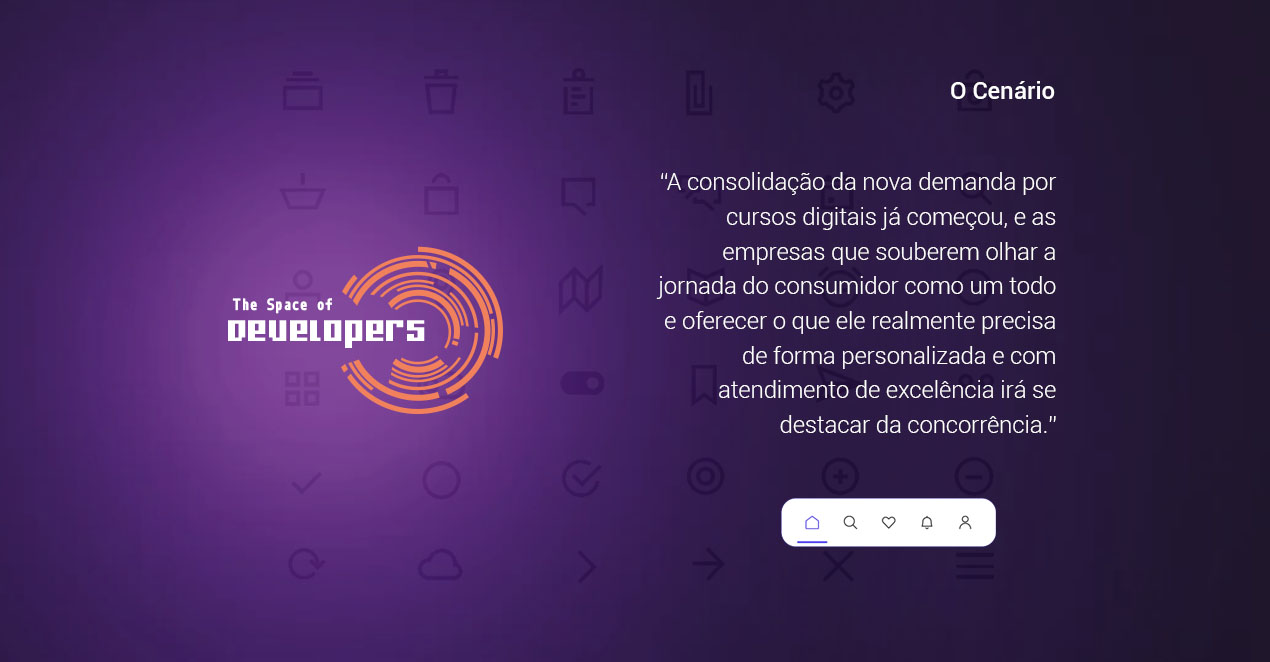 O Cenário
“A consolidação da nova demanda por
cursos digitais já começou, e as
empresas que souberem olhar a
jornada do consumidor como um todo
e oferecer o que ele realmente precisa
de forma personalizada e com
atendimento de excelência irá se
destacar da concorrência.”
The Space of
Developers